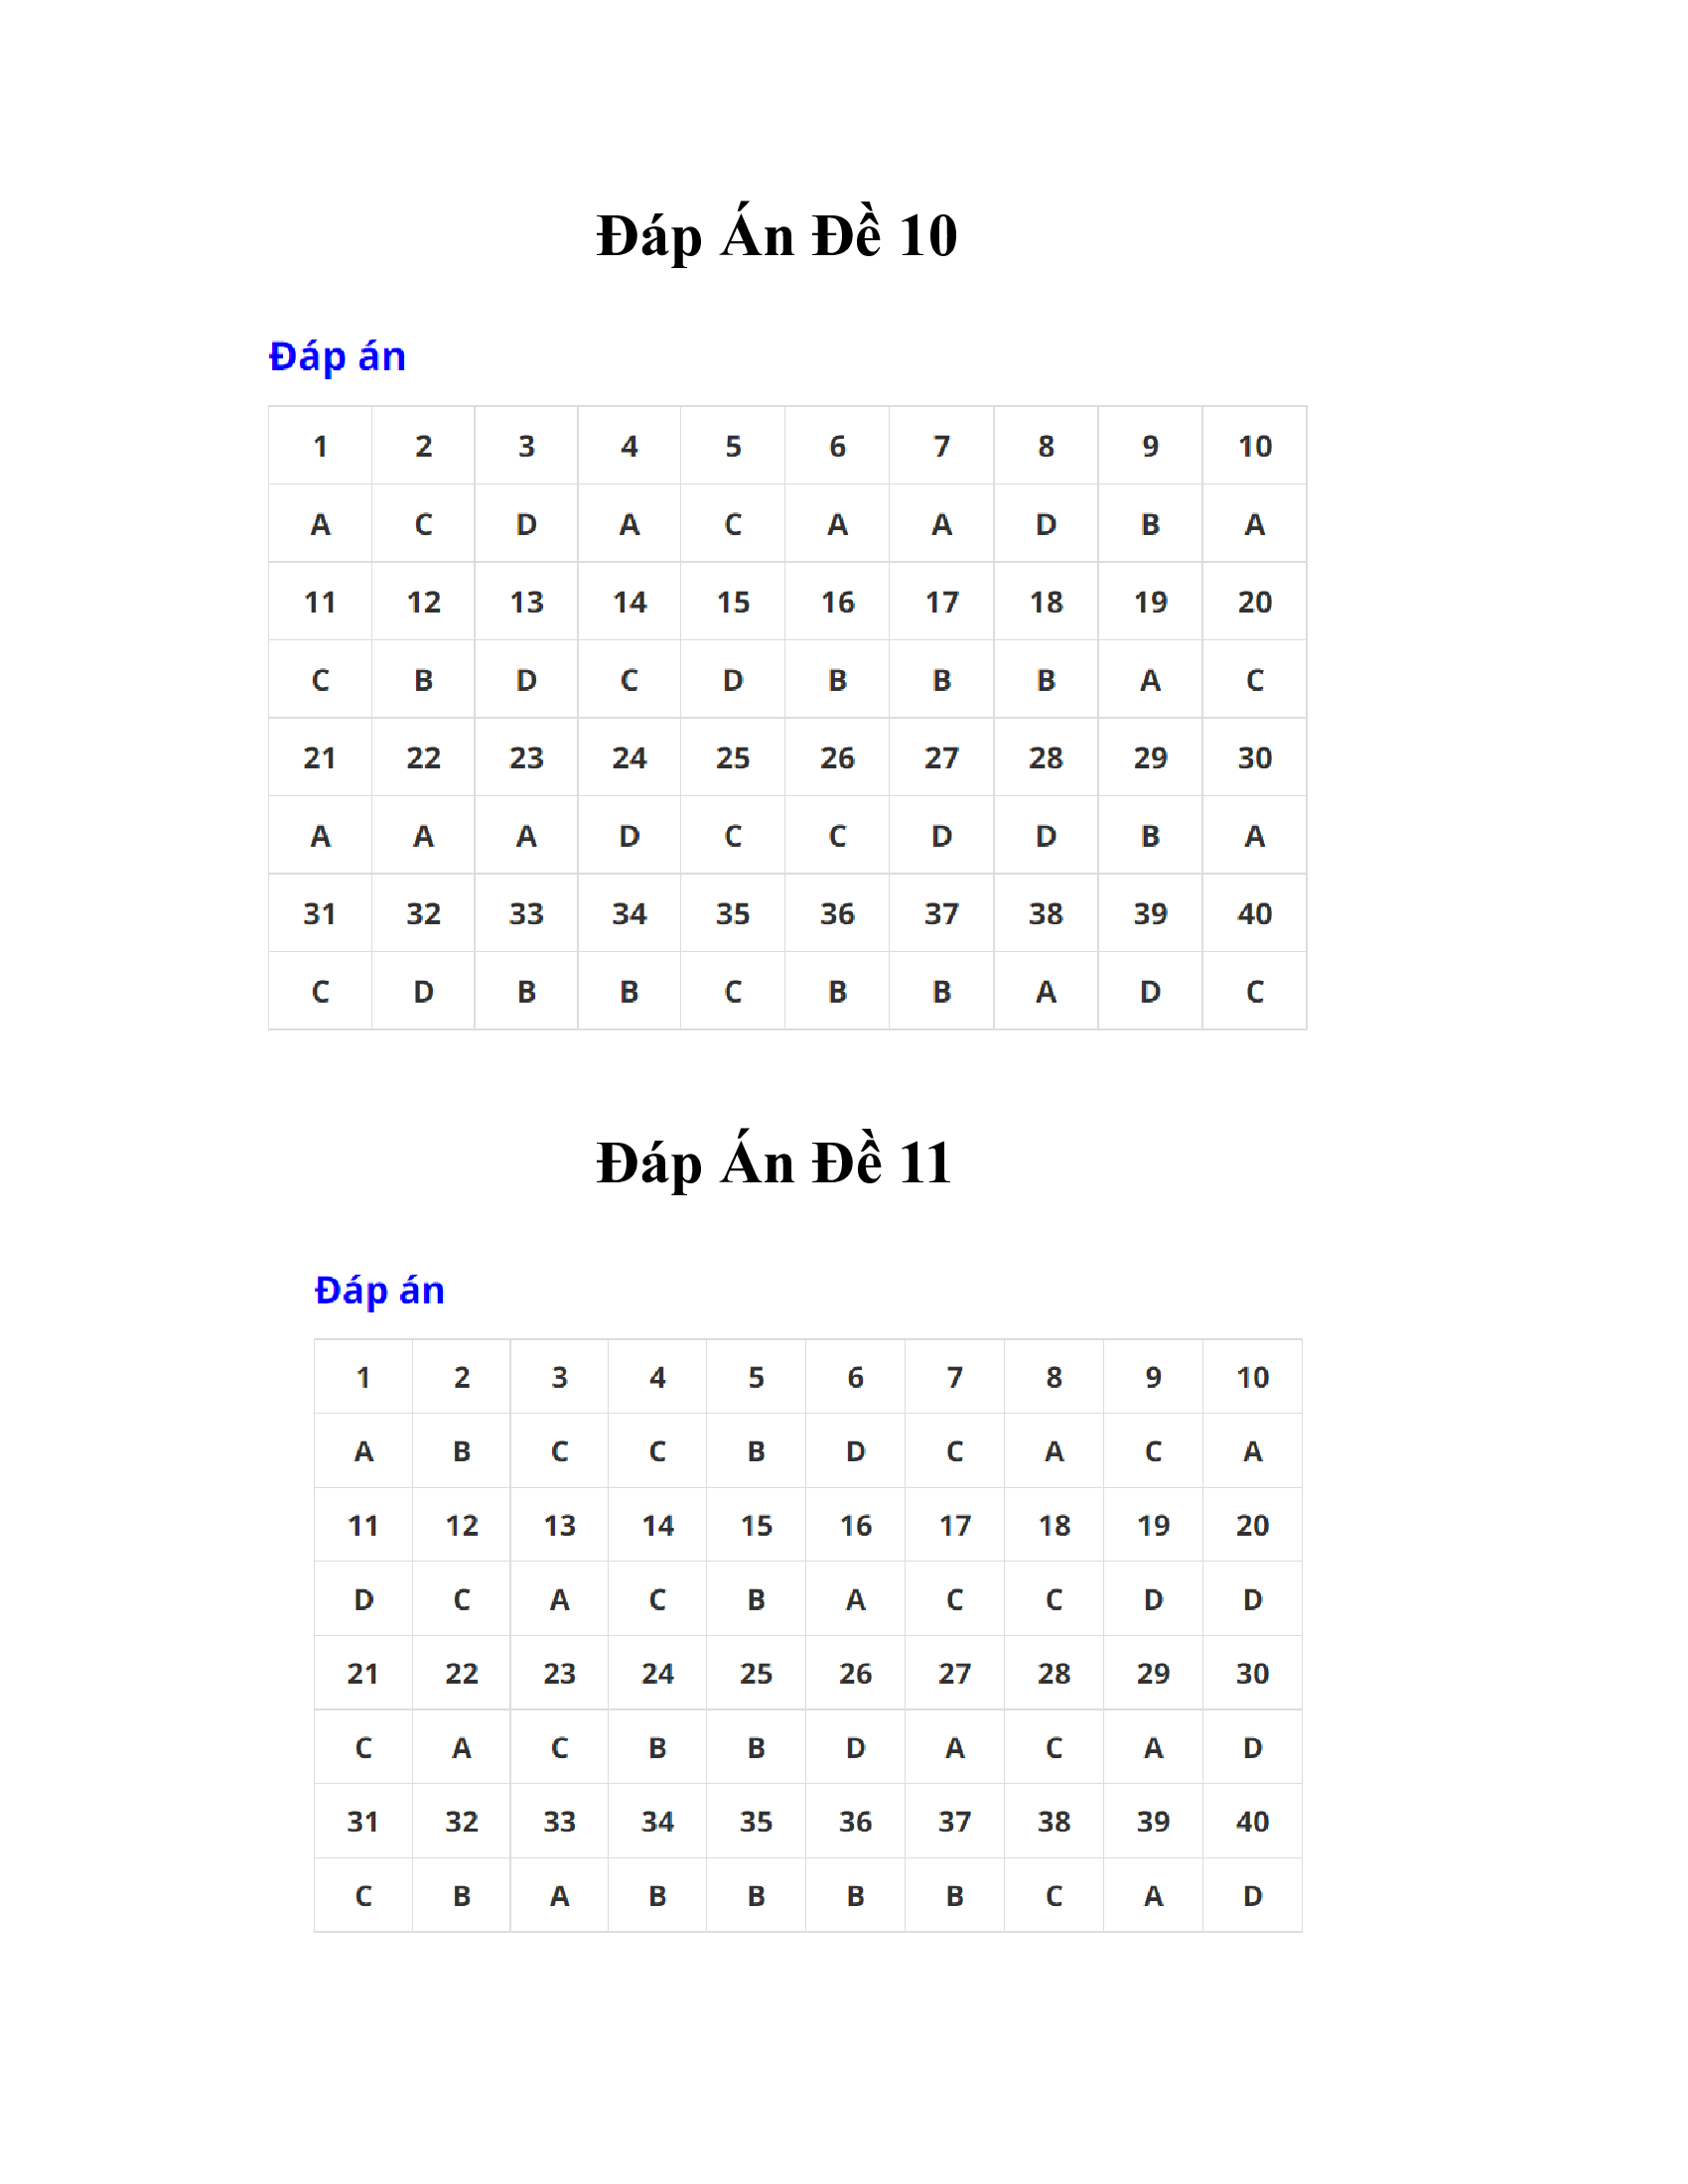 Đáp Án Đề 10
Đáp án
1 2 3 4 5 6 7 8 9 10
A C D A C A A D B A
11 12 13 14 15 16 17 18 19 20
C B D C D B B B A C
21 22 23 24 25 26 27 28 29 30
A A A D C C D D B A
31 32 33 34 35 36 37 38 39 40
C D B B C B B A D C
Đáp Án Đề 11
Đáp án
1 2 3 4 5 6 7 8 9 10
A B C C B D C A C A
11 12 13 14 15 16 17 18 19 20
D C A C B A C C D D
21 22 23 24 25 26 27 28 29 30
C A C B B D A C A D
31 32 33 34 35 36 37 38 39 40
C B A B B B B C A D